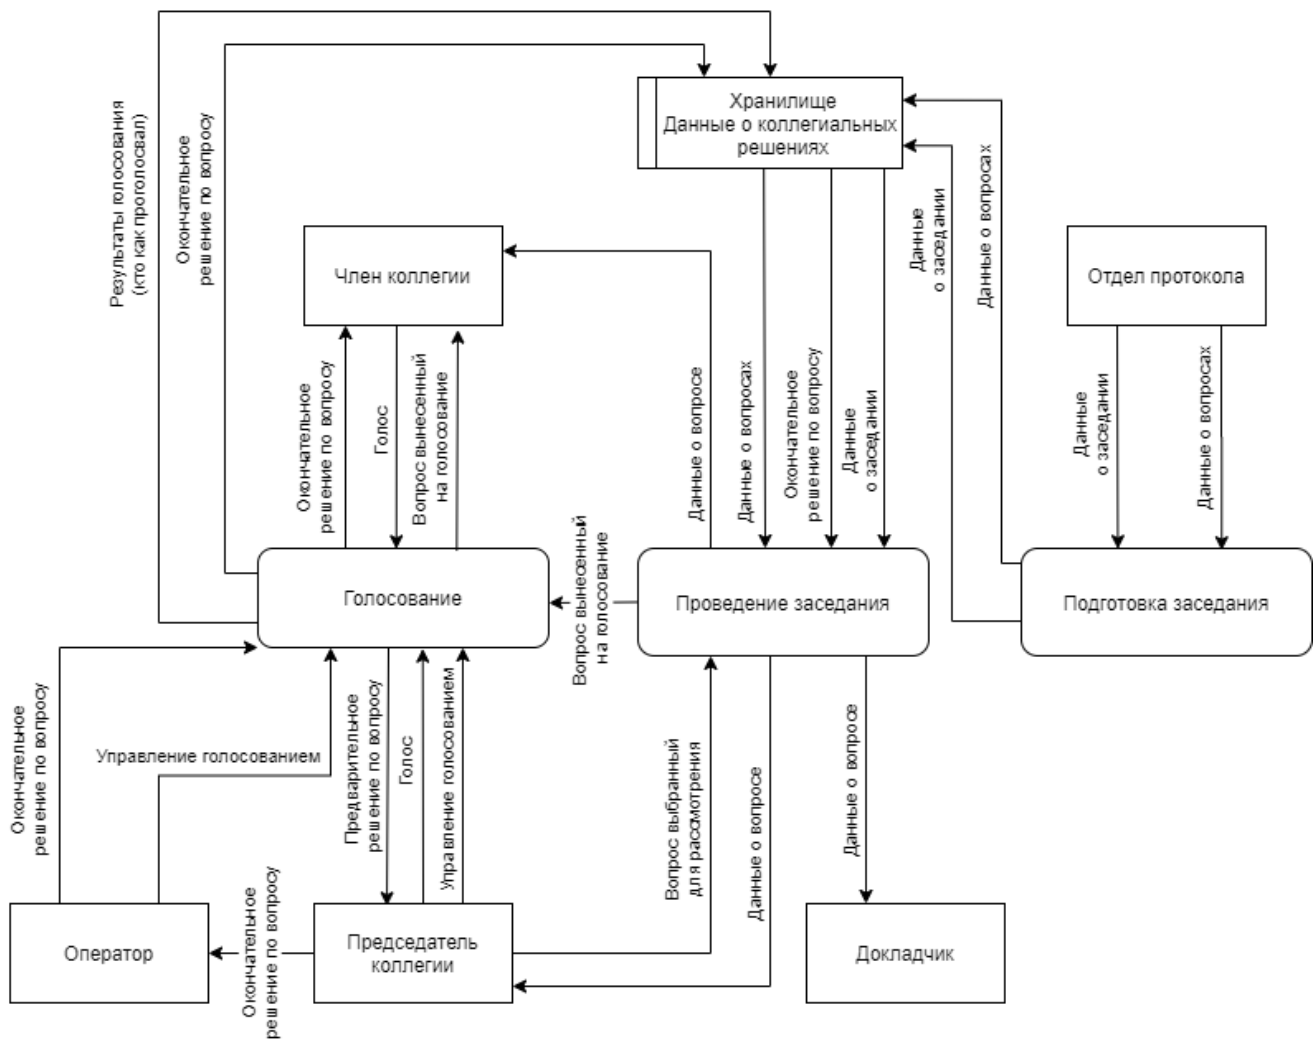 Хранилище
Данные о коллегиальных
решениях
Результаты голосования
(кто как проголосвал)
Окончательное
решение по вопросу
Данные
о заседании
Данные о вопросах
Член коллегии
Отдел протокола
Окончательное
решение по вопросу
Голос
Вопрос вынесенный
на голосование
Данные о вопросе
Данные о вопросах
Окончательное
решение по вопросу
Данные
о заседании
Данные
о заседании
Данные о вопросах
Голосование
Вопрос вынесенный
на голосование
Проведение заседания
Подготовка заседания
Окончательное
решение по вопросу
Управление голосованием
Предварительное
решение по вопросу
Голос
Управление голосованием
Вопрос выбранный
для рассмотрения
Данные о вопросе
Данные о вопросе
Оператор
Окончательное
решение по вопросу
Председатель
коллегии
Докладчик